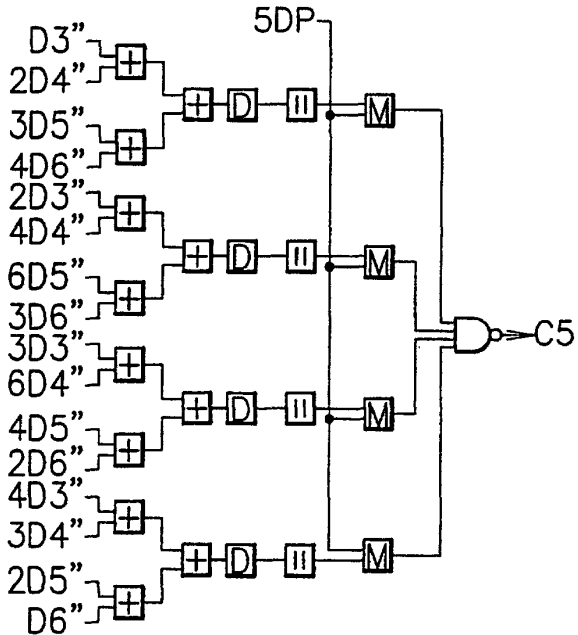 5DP
D3”
2D4”
+
+ D || M
3D5”
4D6”
+
2D3”
4D4”
+
+ D || M
6D5”
3D6”
+
C5
3D3”
6D4”
+
+ D || M
4D5”
2D6”
+
4D3”
3D4”
+
+ D || M
2D5”
D6”
+